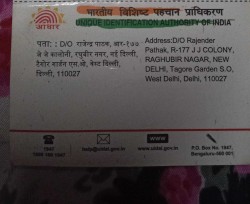 भारतीय विशिष्ट पहचान प्राधिकरण
UNIQUE IDENTIFICATION AUTHORITY OF INDIA
आधार
पता: D/O राजेन्द्र पाठक, आर-१७७
जे जे कालोनी, रघुबीर नगर, नई दिल्ली,
टैगोर गार्डन एस.ओ, वेस्ट दिल्ली,
दिल्ली, 110027
Address:D/O Rajender
Pathak, R-177 J J COLONY,
RAGHUBIR NAGAR, NEW
DELHI, Tagore Garden S.O,
West Delhi, Delhi, 110027
1947
help@uidai.gov.in
www.uidai.gov.in
P.O. Box No. 1947,
Bengaluru-560 001